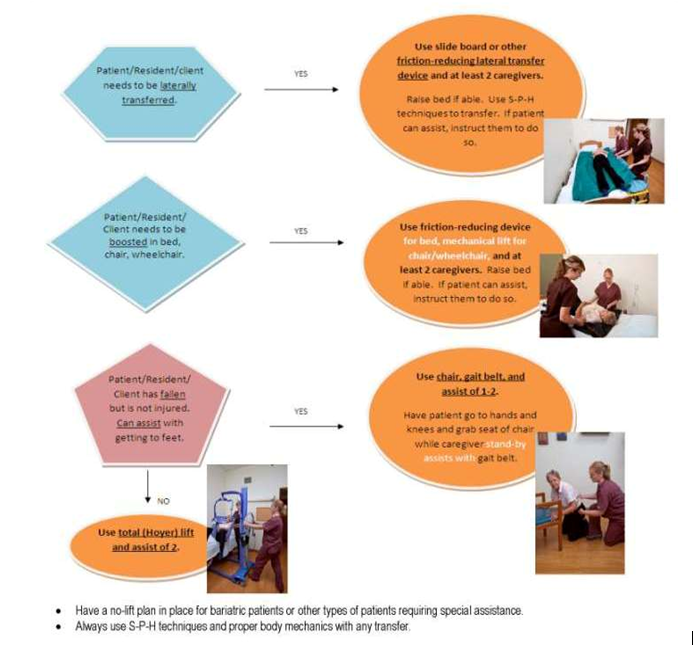 Patient/Resident/client
needs to be laterally
transferred.
YES
Use slide board or other
friction-reducing lateral transfer
device and at least 2 caregivers.
Raise bed if able. Use S-P-H
techniques to transfer. If patient
can assist, instruct them to do
so.
Patient/Resident/
Client needs to be
boosted in bed,
chair, wheelchair.
YES
Use friction-reducing device
for bed, mechanical lift for
chair/wheelchair, and at
least 2 caregivers. Raise bed
if able. If patient can assist,
instruct them to do so.
Patient/Resident/
Client has fallen
but is not injured.
Can assist with
getting to feet.
YES
Use chair, gait belt, and
assist of 1-2.
Have patient go to hands and
knees and grab seat of chair
while caregiver stand-by
assists with gait belt.
NO
Use total (Hoyer) lift
and assist of 2.
• Have a no-lift plan in place for bariatric patients or other types of patients requiring special assistance.
• Always use S-P-H techniques and proper body mechanics with any transfer.